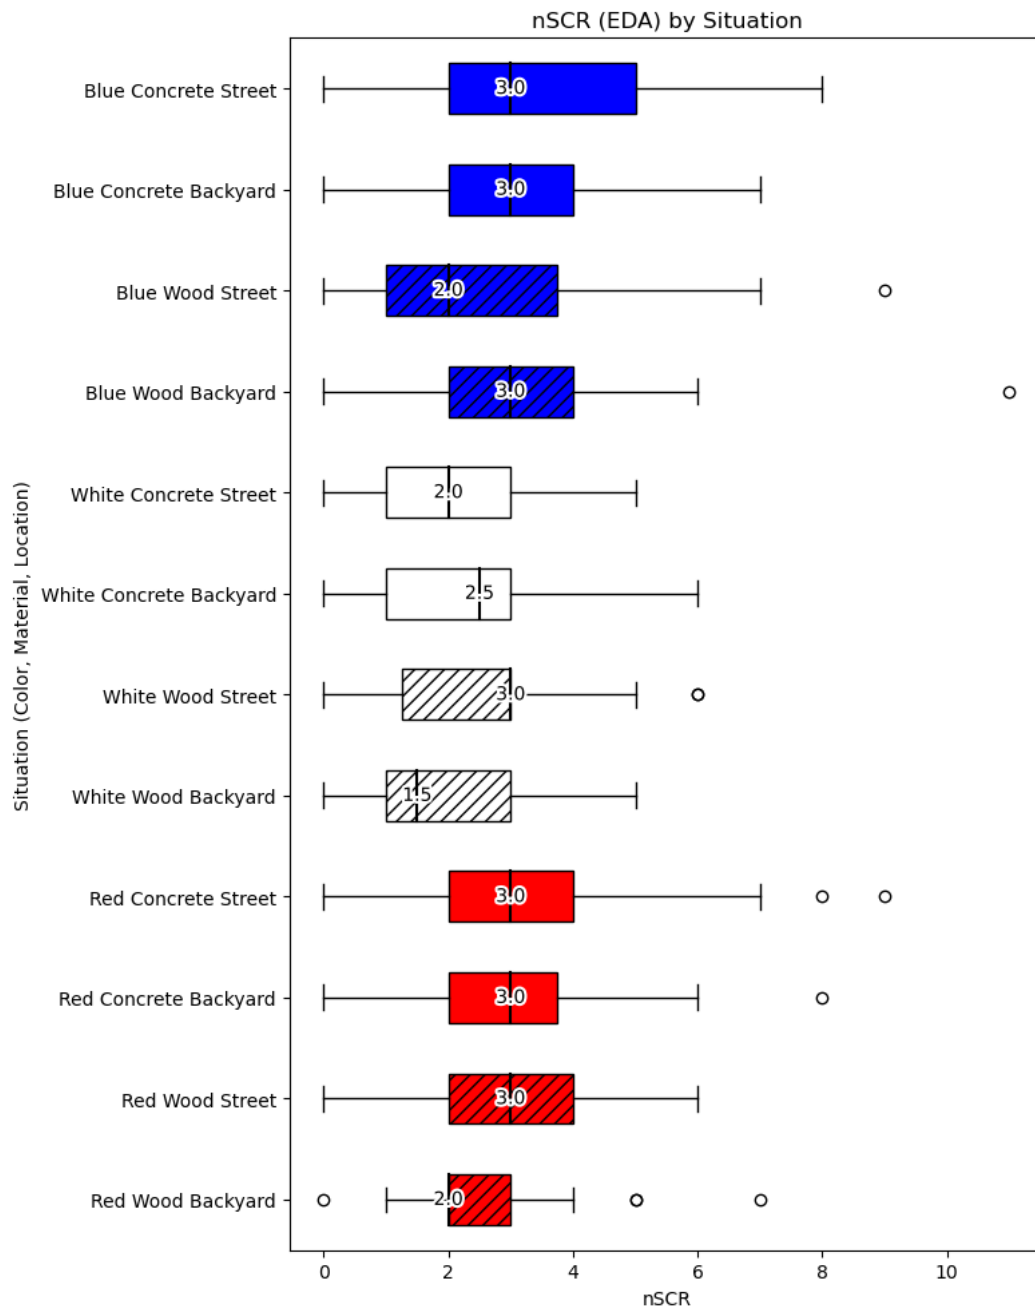 nSCR (EDA) by Situation
Situation (Color, Material, Location)
Blue Concrete Street
3.0
Blue Concrete Backyard
3.0
Blue Wood Street
2.0
Blue Wood Backyard
3.0
White Concrete Street
2.0
White Concrete Backyard
2.5
White Wood Street
3.0
White Wood Backyard
1.5
Red Concrete Street
3.0
Red Concrete Backyard
3.0
Red Wood Street
3.0
Red Wood Backyard
2.0
0 2 4 6 8 10
nSCR